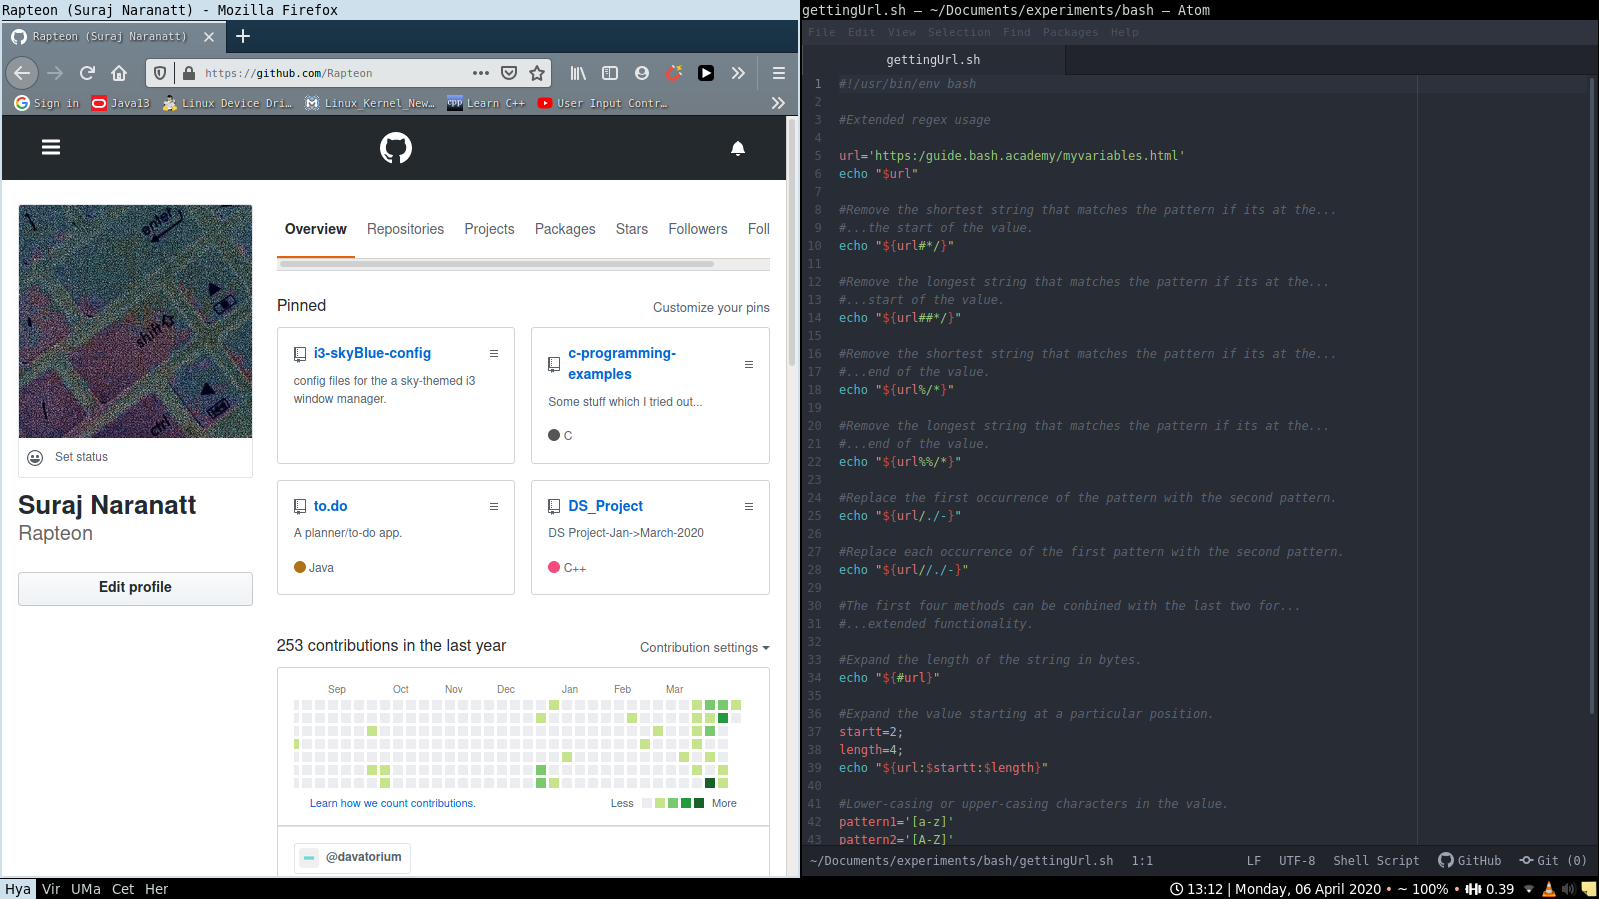 Rapteon (Suraj Naranatt) - Mozilla Firefox
Rapteon (Suraj Naranatt)
https://github.com/Rapteon
Sign in
Java13
Linux Device Dri…
Linux_Kernel_New…
cpp
Learn C++
User Input Contr…
enter
shift
ctrl
Set status
Suraj Naranatt
Rapteon
Edit profile
Overview Repositories Projects Packages Stars Followers Foll
Pinned
Customize your pins
i3-skyBlue-config
config files for the a sky-themed i3
window manager.
c-programming-
examples
Some stuff which I tried out...
C
to.do
A planner/to-do app.
Java
DS_Project
DS Project-Jan->March-2020
C++
253 contributions in the last year
Contribution settings
Sep Oct Nov Dec Jan Feb Mar
Learn how we count contributions.
Less More
@davatorium
gettingUrl.sh — ~/Documents/experiments/bash — Atom
File Edit View Selection Find Packages Help
gettingUrl.sh
1 #!/usr/bin/env bash
2
3 #Extended regex usage
4
5 url='https:/guide.bash.academy/myvariables.html'
6 echo "$url"
7
8 #Remove the shortest string that matches the pattern if its at the...
9 #...the start of the value.
10 echo "${url#*/}"
11
12 #Remove the longest string that matches the pattern if its at the...
13 #...start of the value.
14 echo "${url##*/}"
15
16 #Remove the shortest string that matches the pattern if its at the...
17 #...end of the value.
18 echo "${url%/*}"
19
20 #Remove the longest string that matches the pattern if its at the...
21 #...end of the value.
22 echo "${url%%/*}"
23
24 #Replace the first occurrence of the pattern with the second pattern.
25 echo "${url/./-}"
26
27 #Replace each occurrence of the first pattern with the second pattern.
28 echo "${url//./-}"
29
30 #The first four methods can be conbined with the last two for...
31 #...extended functionality.
32
33 #Expand the length of the string in bytes.
34 echo "${#url}"
35
36 #Expand the value starting at a particular position.
37 startt=2;
38 length=4;
39 echo "${url:$startt:$length}"
40
41 #Lower-casing or upper-casing characters in the value.
42 pattern1='[a-z]'
43 pattern2='[A-Z]'
~/Documents/experiments/bash/gettingUrl.sh 1:1 LF UTF-8 Shell Script GitHub Git (0)
Hya Vir UMa Cet Her
13:12 | Monday, 06 April 2020 • ~ 100% • 0.39